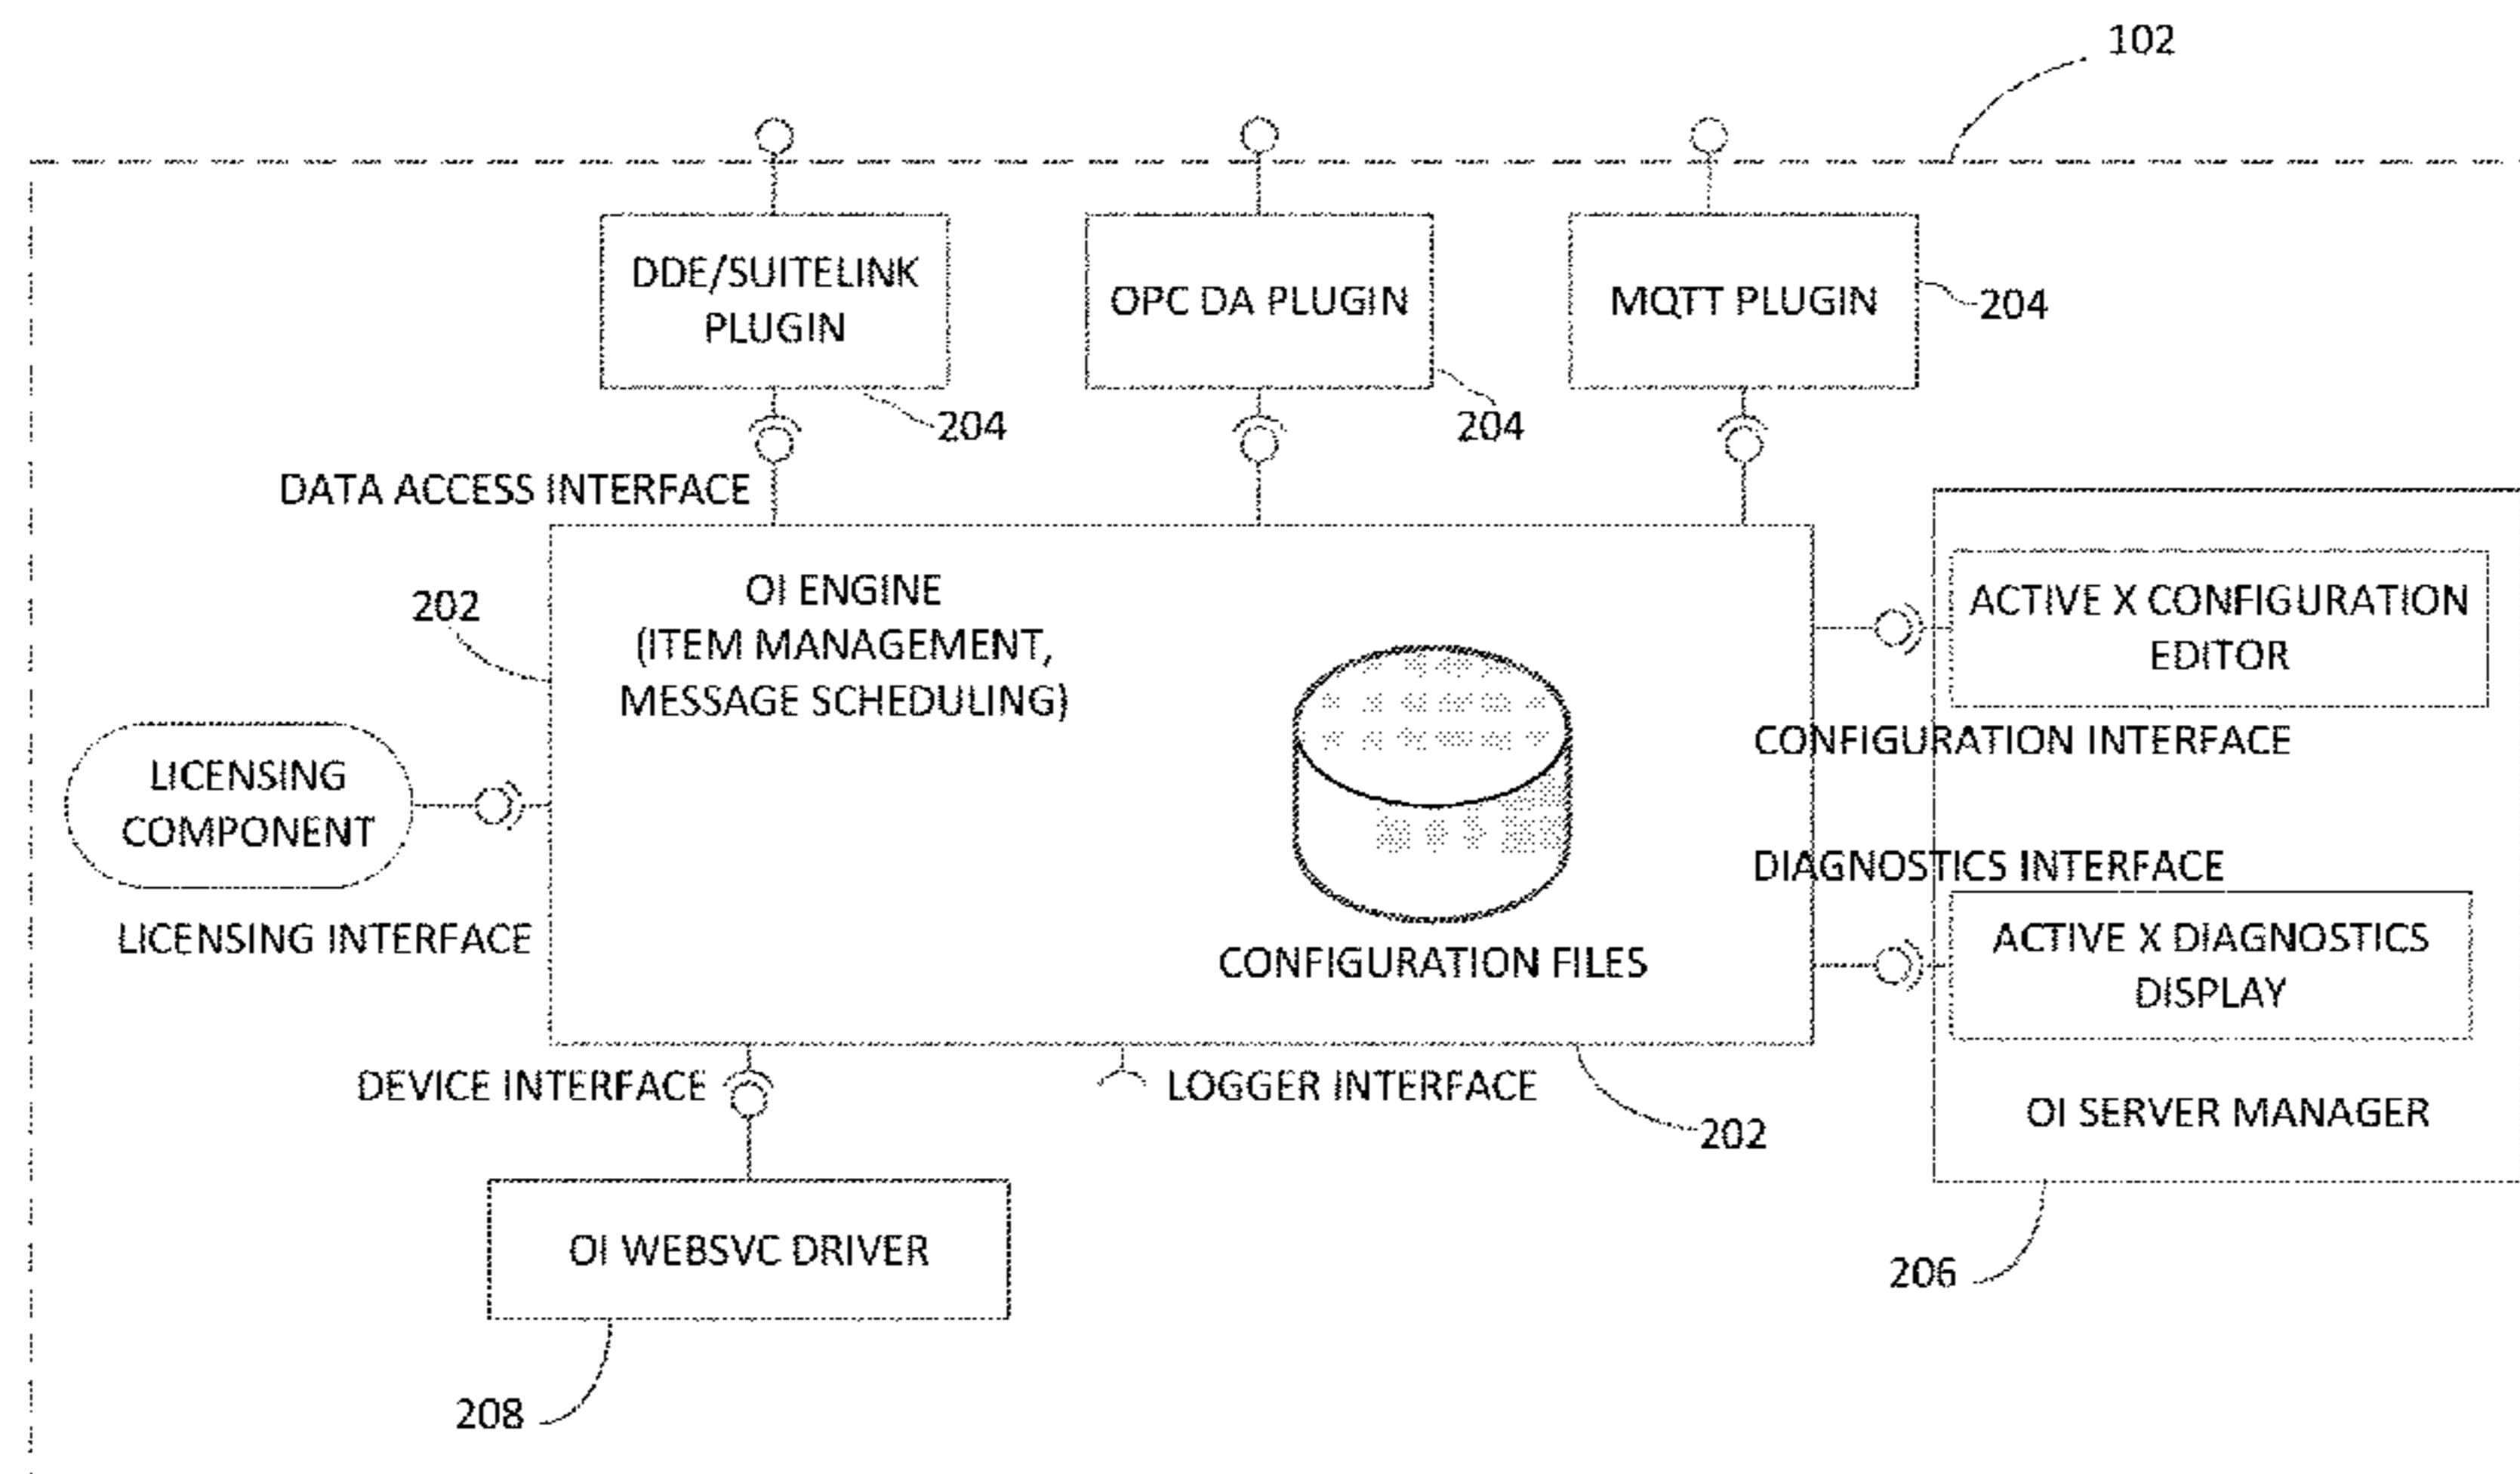 102
DDE/SUITELINK
PLUGIN
OPC DA PLUGIN
MQTT PLUGIN
204
204
204
DATA ACCESS INTERFACE
OI ENGINE
(ITEM MANAGEMENT,
MESSAGE SCHEDULING)
202
ACTIVE X CONFIGURATION
EDITOR
CONFIGURATION INTERFACE
LICENSING
COMPONENT
DIAGNOSTICS INTERFACE
LICENSING INTERFACE
CONFIGURATION FILES
ACTIVE X DIAGNOSTICS
DISPLAY
DEVICE INTERFACE
LOGGER INTERFACE
202
OI SERVER MANAGER
OI WEBSVC DRIVER
206
208